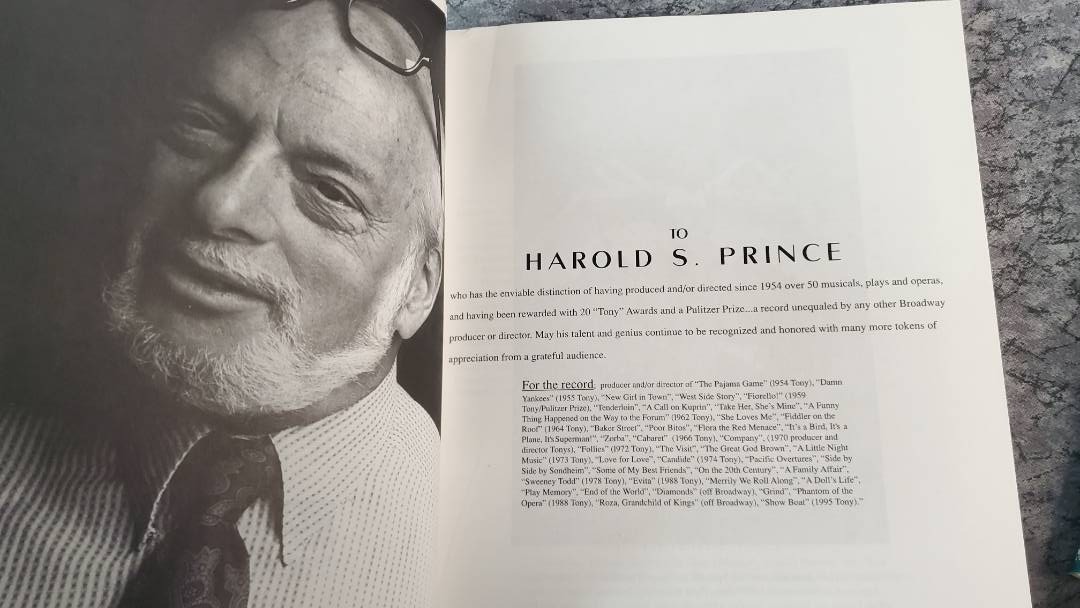 TO
HAROLD S. PRINCE
who has the enviable distinction of having produced and/or directed since 1954 over 50 musicals, plays and operas,
and having been rewarded with 20 "Tony" Awards and a Pulitzer Prize...a record unequaled by any other Broadway
producer or director. May his talent and genius continue to be recognized and honored with many more tokens of
appreciation from a grateful audience.
For the record, producer and/or director of "The Pajama Game" (1954 Tony), "Damn
Yankees" (1955 Tony), "New Girl in Town", "West Side Story", "Fiorello!" (1959
Tony/Pulitzer Prize), "Tenderloin", "A Call on Kuprin", "Take Her, She's Mine", "A Funny
Thing Happened on the Way to the Forum" (1962 Tony), "She Loves Me", "Fiddler on the
Roof" (1964 Tony), "Baker Street", "Poor Bitos", "Flora the Red Menace", "It's a Bird, It's a
Plane, It's Superman!", "Zorba", "Cabaret" (1966 Tony), "Company", (1970 producer and
director Tonys), "Follies" (1972 Tony), "The Visit", "The Great God Brown", "A Little Night
Music" (1973 Tony), "Love for Love", "Candide" (1974 Tony), "Pacific Overtures", "Side by
Side by Sondheim", "Some of My Best Friends", "On the 20th Century", "A Family Affair",
"Sweeney Todd" (1978 Tony), "Evita" (1988 Tony), "Merrily We Roll Along", "A Doll's Life",
"Play Memory", "End of the World", "Diamonds" (off Broadway), "Grind", "Phantom of the
Opera" (1988 Tony), "Roza, Grandchild of Kings" (off Broadway), "Show Boat" (1995 Tony)."